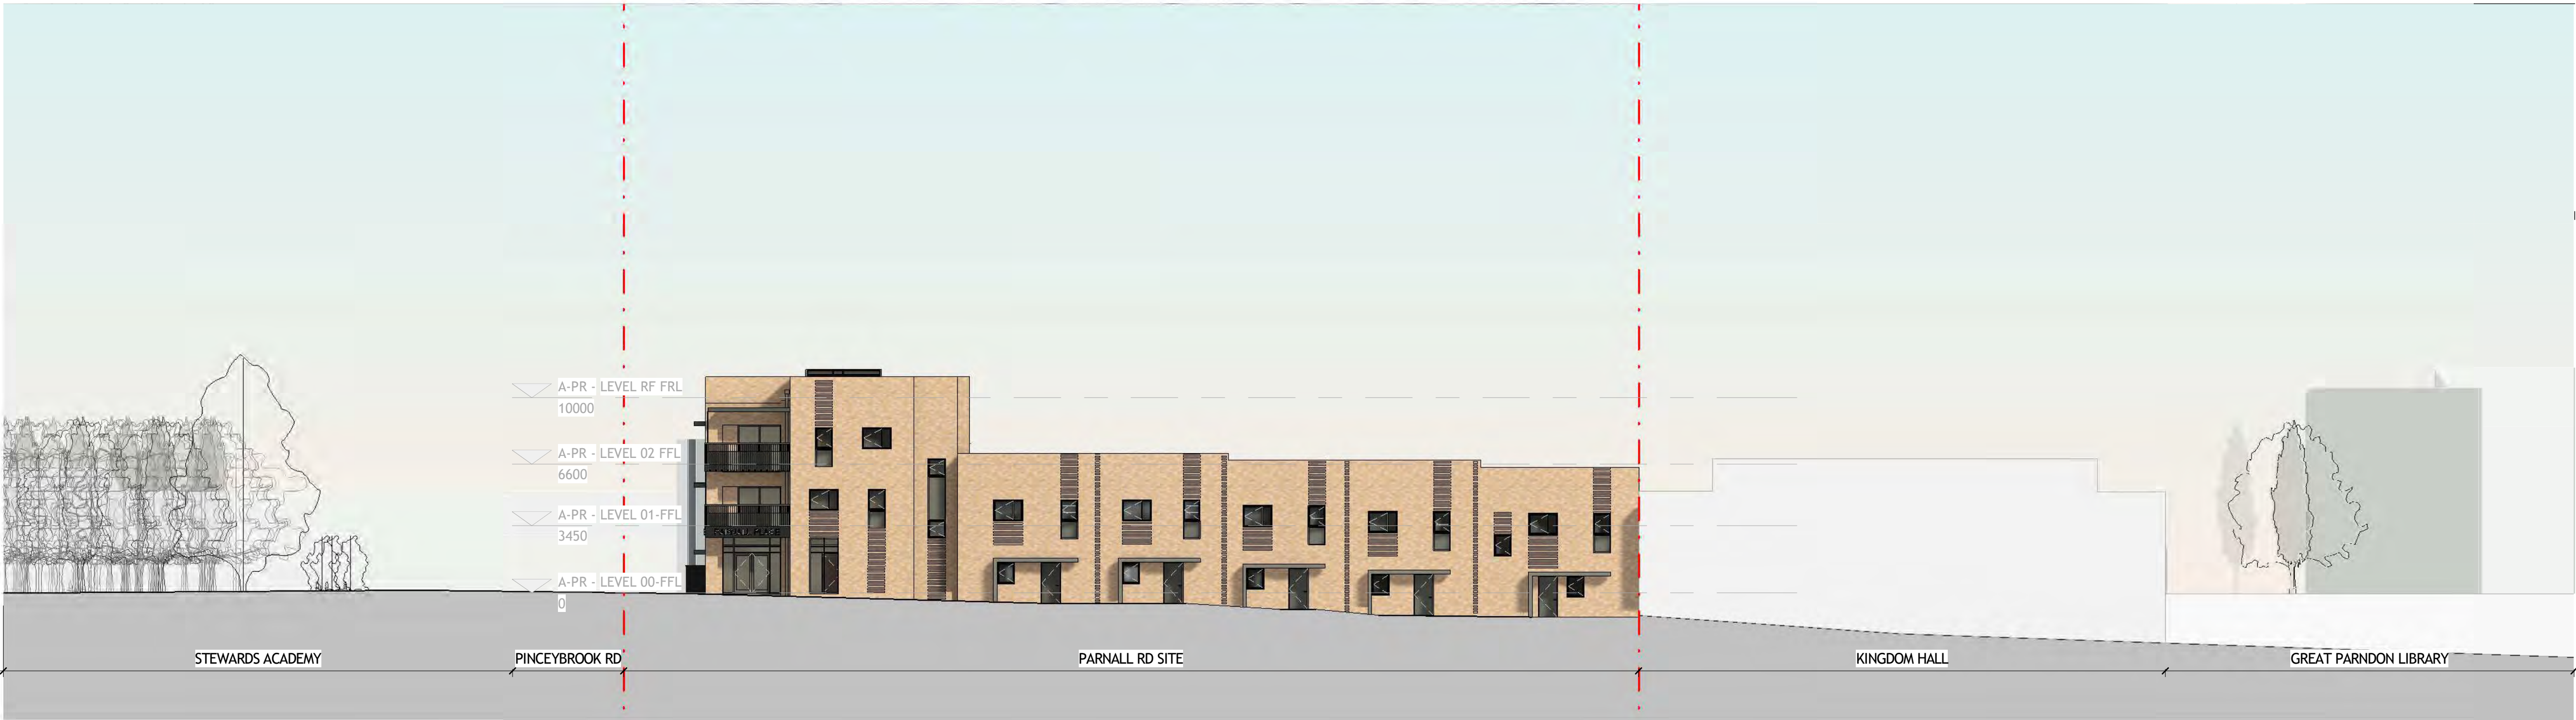 A-PR - LEVEL RF FRL
10000
A-PR - LEVEL 02 FFL
6600
A-PR - LEVEL 01-FFL
3450
A-PR - LEVEL 00-FFL
0
STEWARDS ACADEMY
PINCEYBROOK RD
PARNALL RD SITE
KINGDOM HALL
GREAT PARNDON LIBRARY